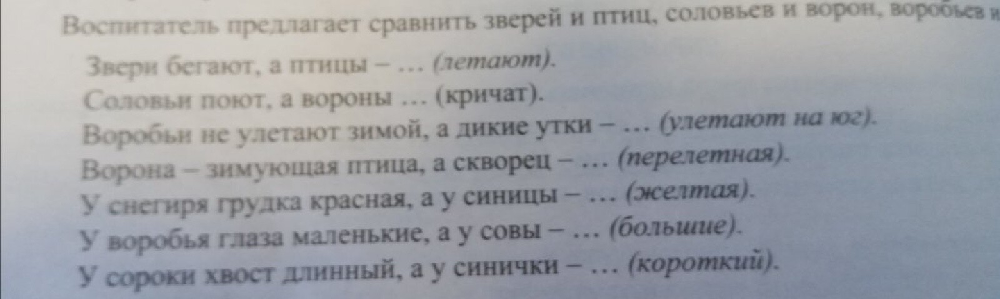 Воспитатель предлагает сравнить зверей и птиц, соловьев и ворон, воробьев и
Звери бегают, а птицы – … (летают).
Соловьи поют, а вороны … (кричат).
Воробьи не улетают зимой, а дикие утки – … (улетают на юг).
Ворона – зимующая птица, а скворец – … (перелетная).
У снегиря грудка красная, а у синицы – … (желтая).
У воробья глаза маленькие, а у совы – … (большие).
У сороки хвост длинный, а у синички – … (короткий).